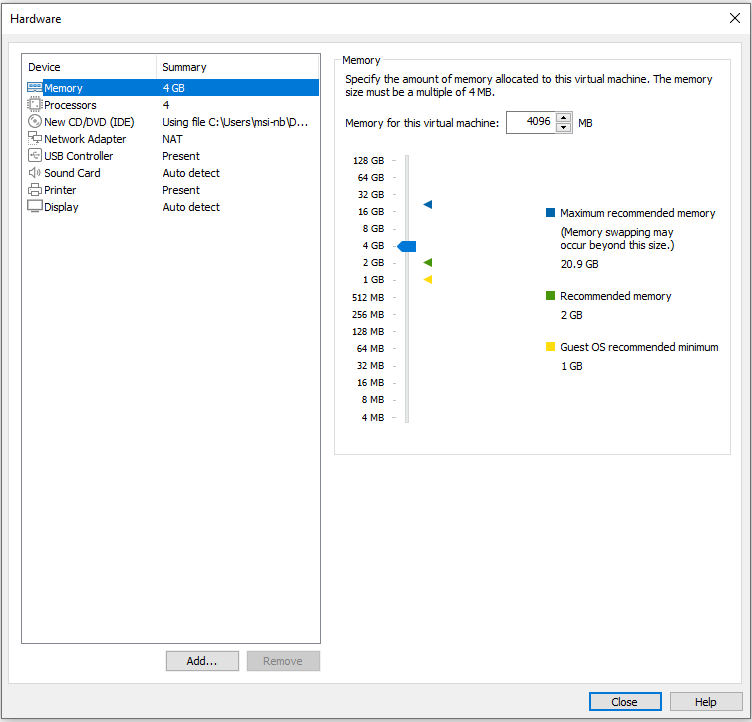 Hardware
Device Summary
Memory 4 GB
Processors 4
New CD/DVD (IDE) Using file C:\Users\msi-nb\D...
Network Adapter NAT
USB Controller Present
Sound Card Auto detect
Printer Present
Display Auto detect
Add...
Remove
Memory
Specify the amount of memory allocated to this virtual machine. The memory
size must be a multiple of 4 MB.
Memory for this virtual machine: 4096 MB
128 GB
64 GB
32 GB
16 GB
8 GB
4 GB
2 GB
1 GB
512 MB
256 MB
128 MB
64 MB
32 MB
16 MB
8 MB
4 MB
Maximum recommended memory
(Memory swapping may
occur beyond this size.)
20.9 GB
Recommended memory
2 GB
Guest OS recommended minimum
1 GB
Close
Help